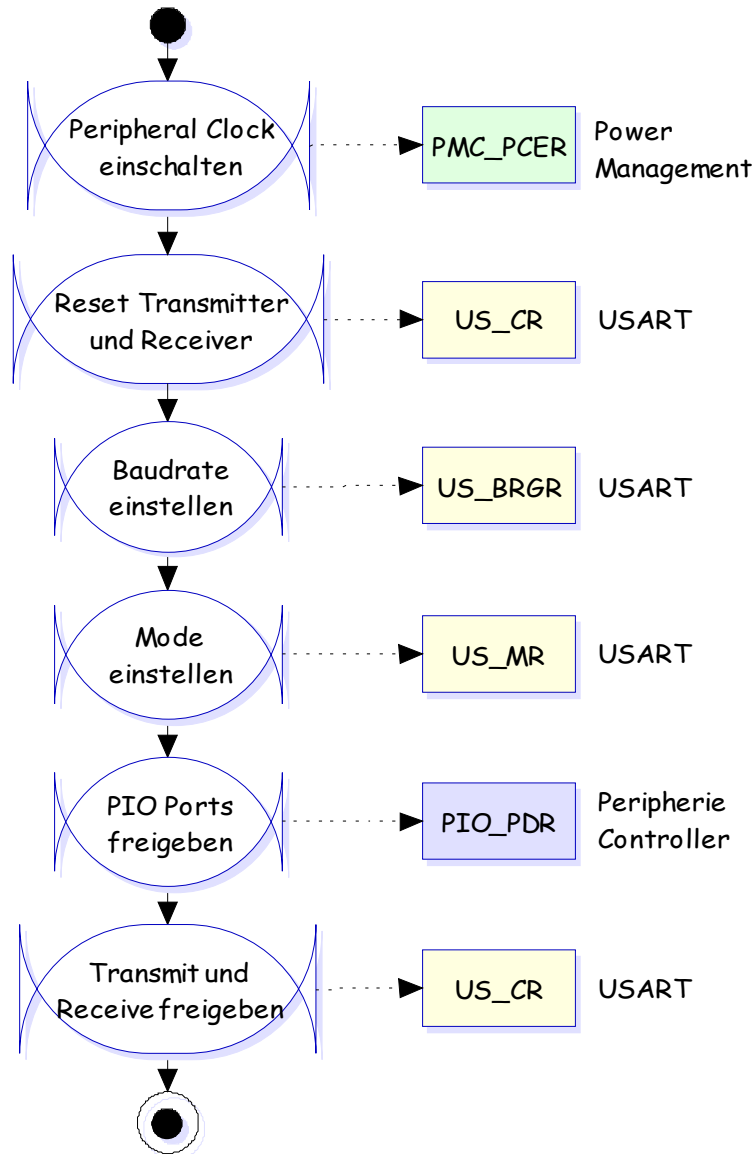 Peripheral Clock
einschalten
PMC_PCER
Power
Management
Reset Transmitter
und Receiver
US_CR
USART
Baudrate
einstellen
US_BRGR
USART
Mode
einstellen
US_MR
USART
PIO Ports
freigeben
PIO_PDR
Peripherie
Controller
Transmit und
Receive freigeben
US_CR
USART